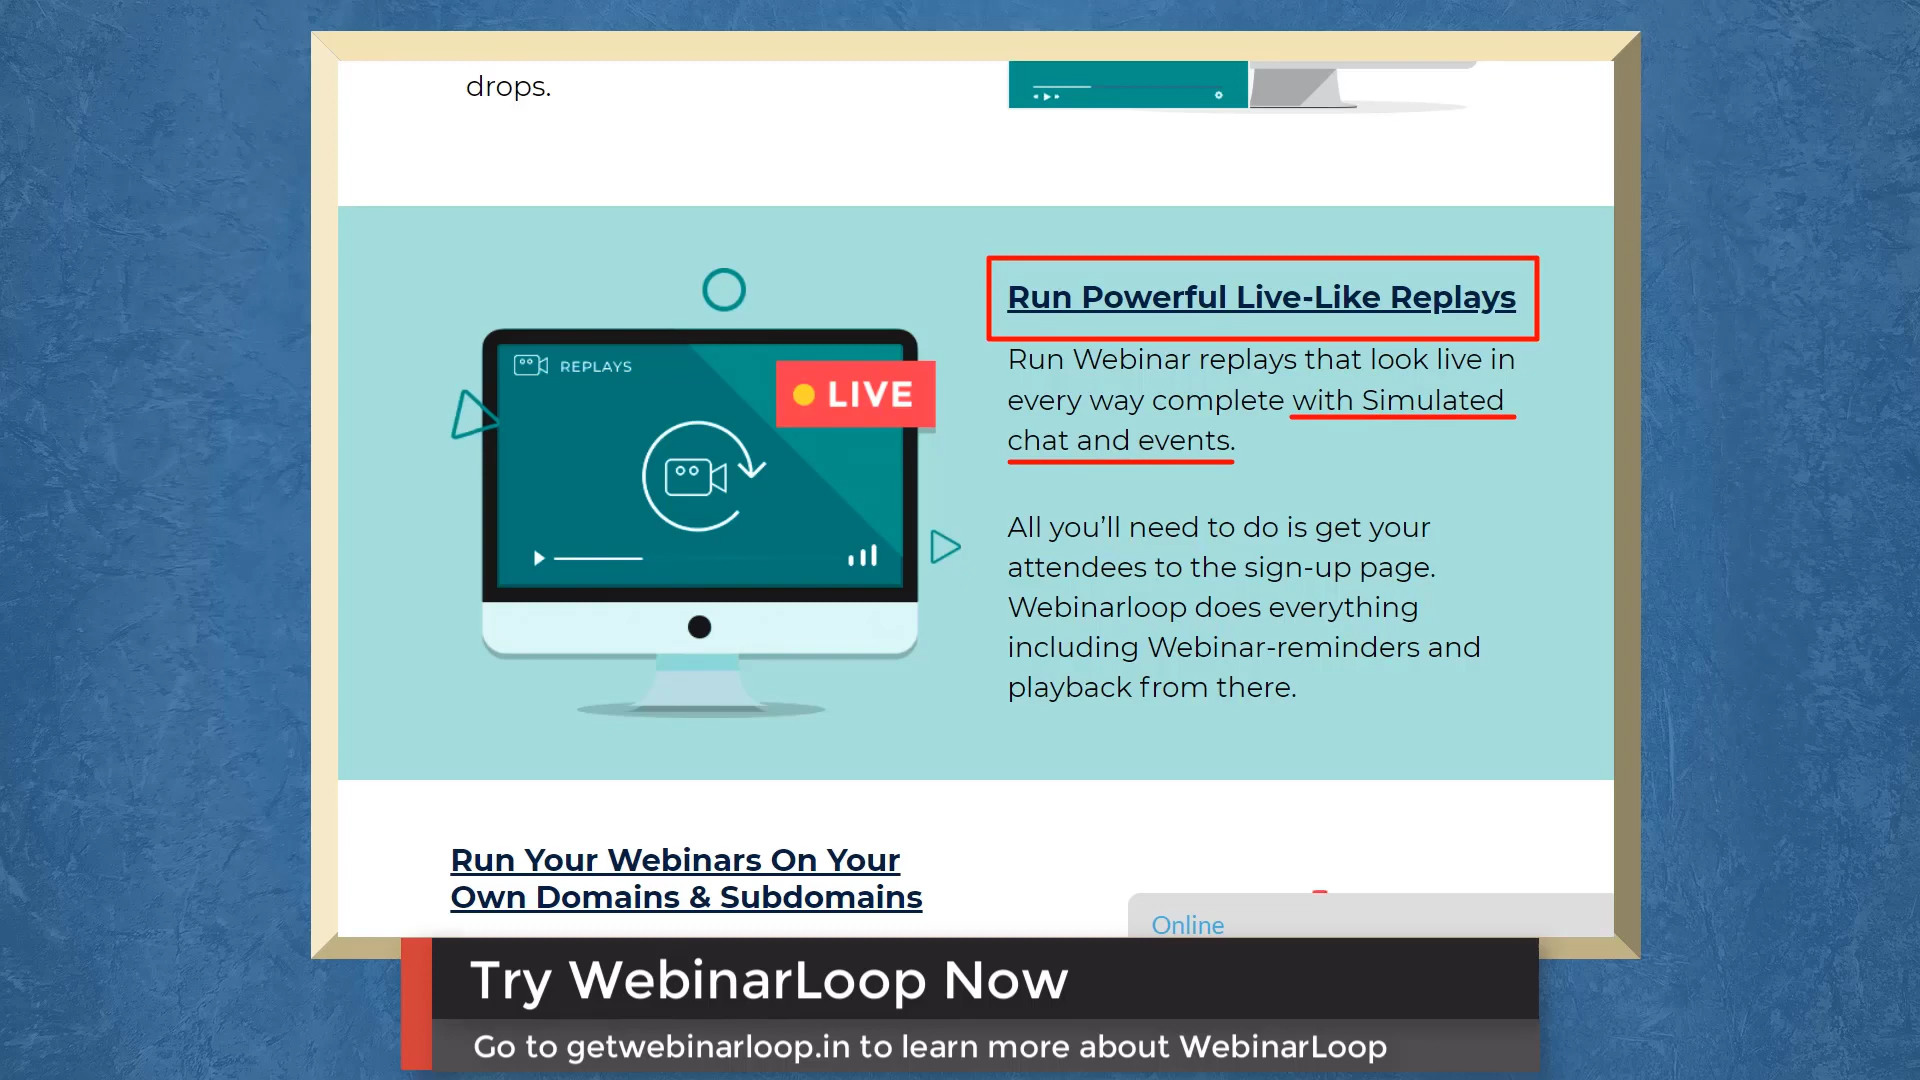 drops.
Run Powerful Live-Like Replays
REPLAYS
LIVE
Run Webinar replays that look live in
every way complete with Simulated
chat and events.
All you’ll need to do is get your
attendees to the sign-up page.
Webinarloop does everything
including Webinar-reminders and
playback from there.
Run Your Webinars On Your
Own Domains & Subdomains
Online
Try WebinarLoop Now
Go to getwebinarloop.in to learn more about WebinarLoop